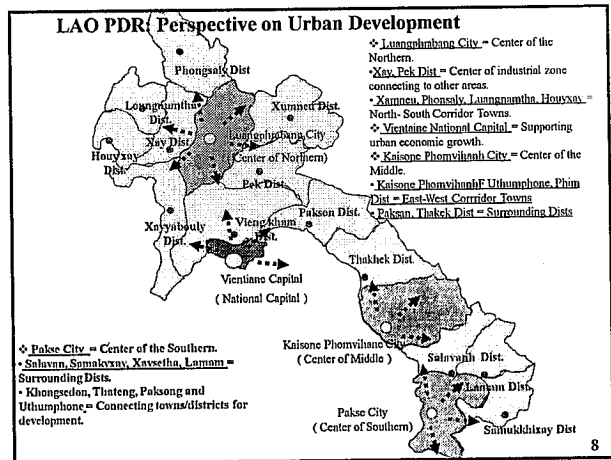 LAO PDR: Perspective on Urban Development
❖ Luangphrabang City = Center of the
Northern.
• Xay, Pek Dist = Center of industrial zone
connecting to other areas.
• Xamneu, Phonsaly, Luangnamtha, Houyxay =
North- South Corridor Towns.
❖ Vientaine National Capital = Supporting
urban economic growth.
❖ Kaisone Phomvihanh City = Center of the
Middle.
• Kaisone PhomvihanhF Uthumphone, Phim
Dist = East-West Corrridor Towns
• Paksan, Thakek Dist = Surrounding Dists
Phongsaly Dist
Luangnumtha
Dist.
Xumneu Dist.
Xay Dist
Luangphrabang City
(Center of Northern)
Houyxay
Dist.
Pek Dist.
Xayyabouly
Dist.
Viengkham
Dist.
Pakson Dist.
Vientiane Capital
( National Capital )
Thakhek Dist.
Kaisone Phomvihane City
( Center of Middle )
Salavanh Dist.
Lamam Dist.
Pakse City
( Center of Southern )
Samukkhixay Dist
❖ Pakse City = Center of the Southern.
• Salavan, Samakyxay, Xaysetha, Lamam =
Surrounding Dists.
• Khongsedon, Thateng, Paksong and
Uthumphone = Connecting towns/districts for
development.
8